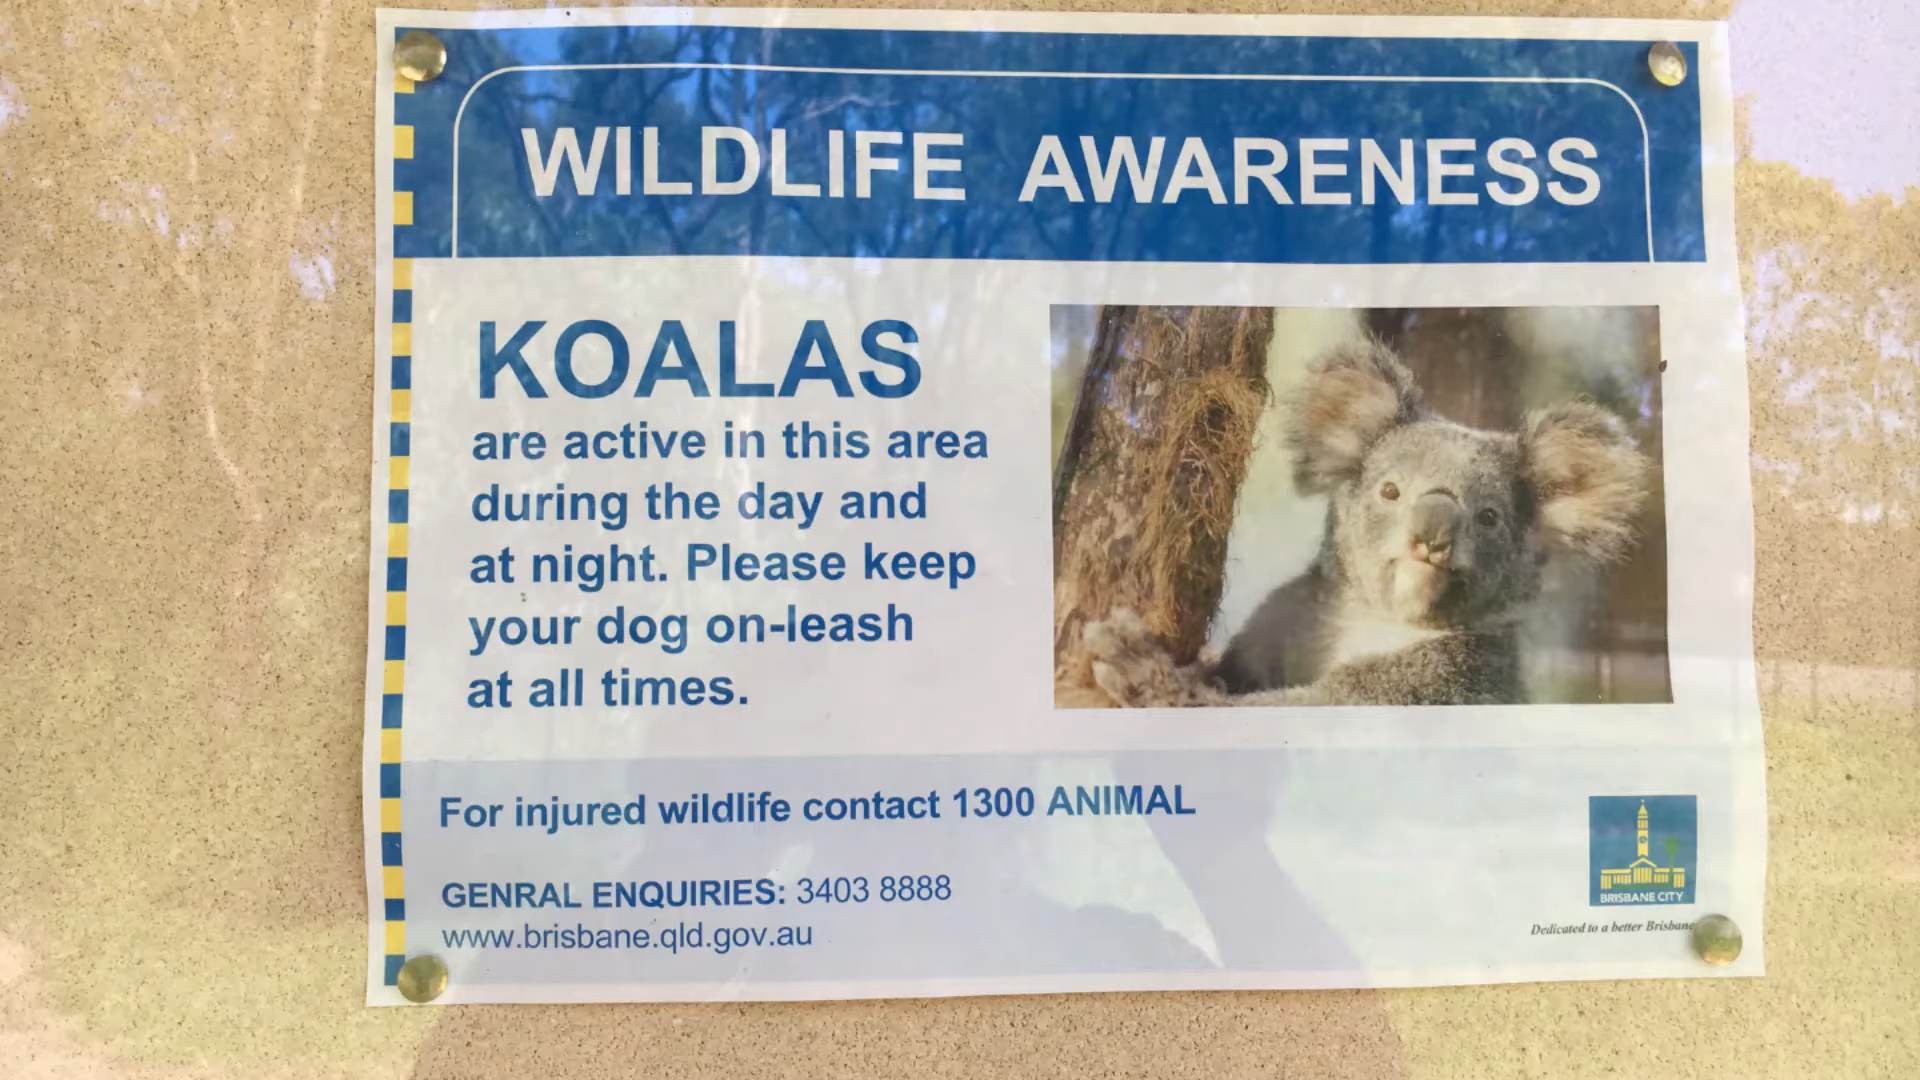 WILDLIFE AWARENESS
KOALAS
are active in this area
during the day and
at night. Please keep
your dog on-leash
at all times.
For injured wildlife contact 1300 ANIMAL
GENRAL ENQUIRIES: 3403 8888
www.brisbane.qld.gov.au
BRISBANE CITY
Dedicated to a better Brisbane